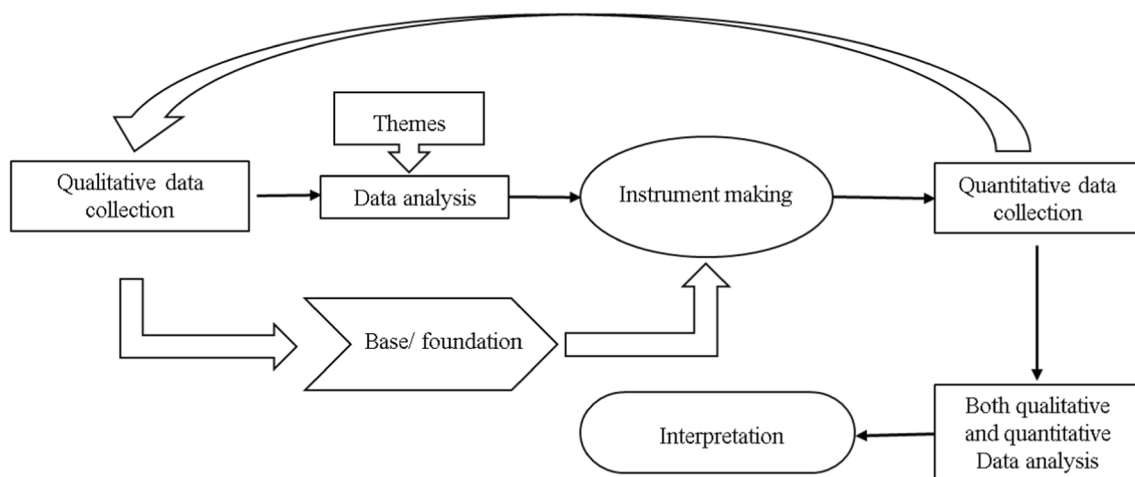 Themes
Qualitative data
collection
Data analysis
Instrument making
Quantitative data
collection
Base/ foundation
Interpretation
Both qualitative
and quantitative
Data analysis